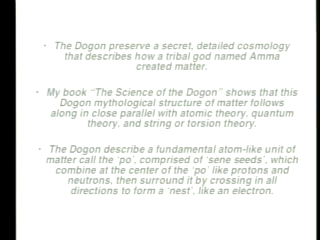 · The Dogon preserve a secret, detailed cosmology
that describes how a tribal god named Amma
created matter.
· My book "The Science of the Dogon" shows that this
Dogon mythological structure of matter follows
along in close parallel with atomic theory, quantum
theory, and string or torsion theory.
· The Dogon describe a fundamental atom-like unit of
matter call the 'po', comprised of 'sene seeds', which
combine at the center of the 'po' like protons and
neutrons, then surround it by crossing in all
directions to form a 'nest', like an electron.